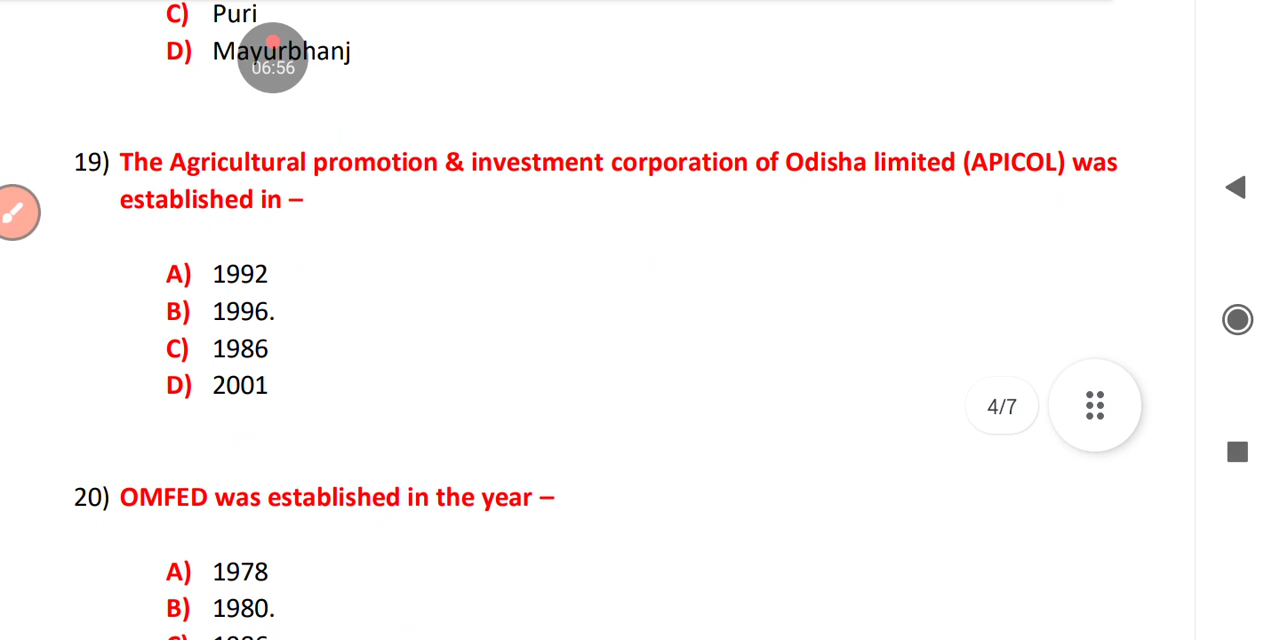 C) Puri
D) Mayurbhanj
06:56
19) The Agricultural promotion & investment corporation of Odisha limited (APICOL) was
established in –
A) 1992
B) 1996.
C) 1986
D) 2001
4/7
20) OMFED was established in the year –
A) 1978
B) 1980.